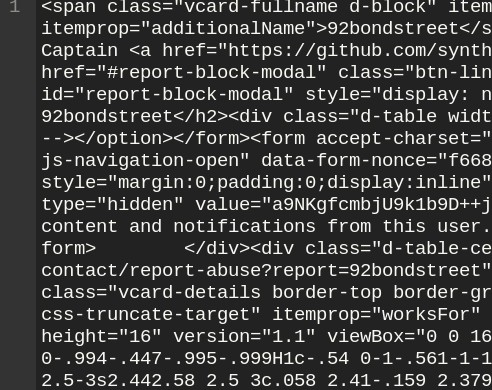 1 <span class="vcard-fullname d-block" item
itemprop="additionalName">92bondstreet</s
Captain <a href="https://github.com/synth
href="#report-block-modal" class="btn-lin
id="report-block-modal" style="display: n
92bondstreet</h2><div class="d-table widt
--></option></form><form accept-charset="
js-navigation-open" data-form-nonce="f668
style="margin:0;padding:0;display:inline"
type="hidden" value="a9NKgfcmbjU9k1b9D++j
content and notifications from this user.
form>        </div><div class="d-table-ce
contact/report-abuse?report=92bondstreet"
class="vcard-details border-top border-gr
css-truncate-target" itemprop="worksFor"
height="16" version="1.1" viewBox="0 0 16
0-.994-.447-.995-.999H1c-.54 0-1-.561-1-1
2.5-3s2.442.58 2.5 3c.058 2.41-.159 2.379